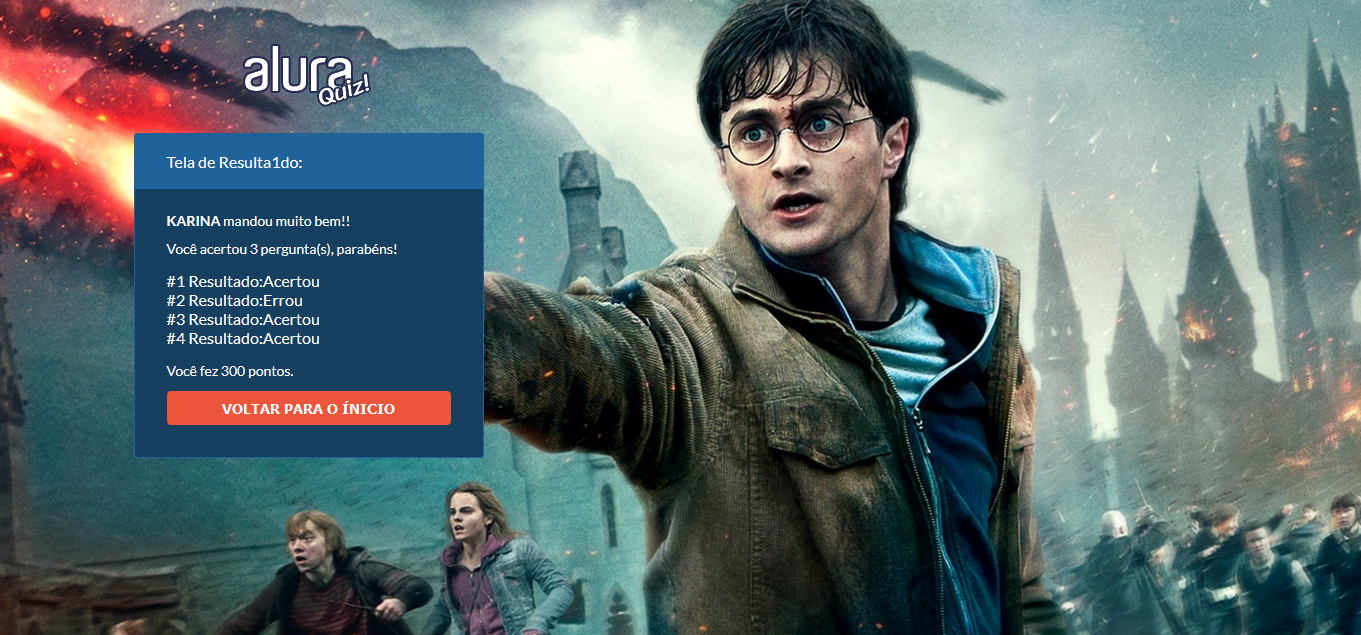 alura
Quiz!
Tela de Resulta1do:
KARINA mandou muito bem!!
Você acertou 3 pergunta(s), parabéns!
#1 Resultado:Acertou
#2 Resultado:Errou
#3 Resultado:Acertou
#4 Resultado:Acertou
Você fez 300 pontos.
VOLTAR PARA O ÍNICIO